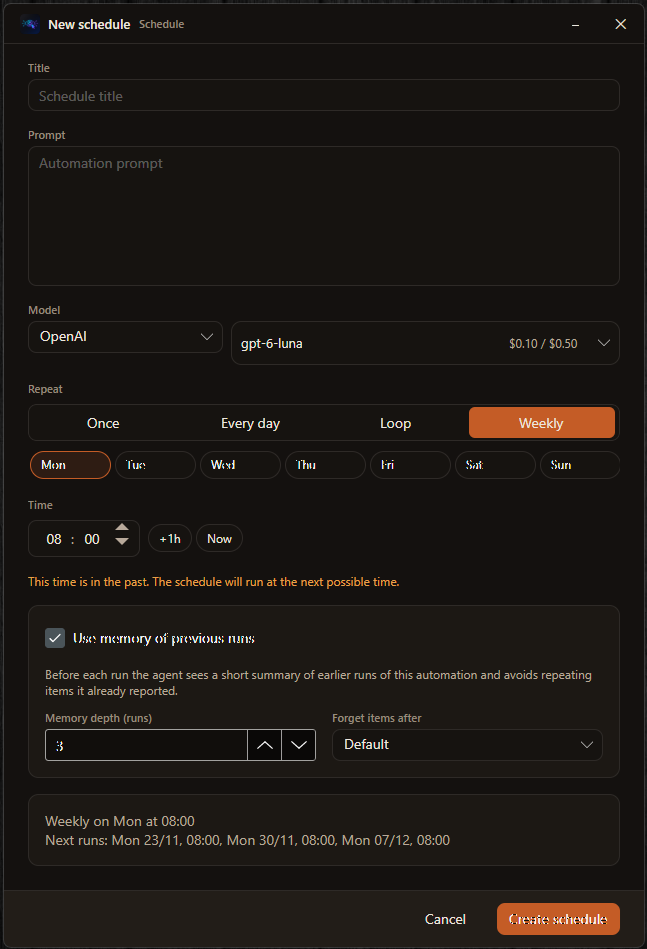 New schedule Schedule
Title
Schedule title
Prompt
Automation prompt
Model
OpenAI
gpt-6-luna $0.10 / $0.50
Repeat
Once Every day Loop Weekly
Mon Tue Wed Thu Fri Sat Sun
Time
08 : 00 +1h Now
This time is in the past. The schedule will run at the next possible time.
Use memory of previous runs
Before each run the agent sees a short summary of earlier runs of this automation and avoids repeating
items it already reported.
Memory depth (runs) Forget items after
3 Default
Weekly on Mon at 08:00
Next runs: Mon 23/11, 08:00, Mon 30/11, 08:00, Mon 07/12, 08:00
Cancel Create schedule